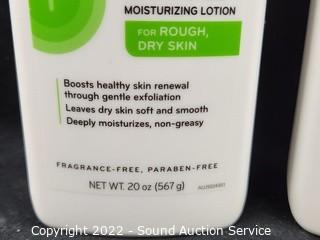 MOISTURIZING LOTION
FOR ROUGH,
DRY SKIN
Boosts healthy skin renewal
through gentle exfoliation
Leaves dry skin soft and smooth
Deeply moisturizes, non-greasy
FRAGRANCE-FREE, PARABEN-FREE
NET WT. 20 oz (567 g)
Copyright 2022 - Sound Auction Service